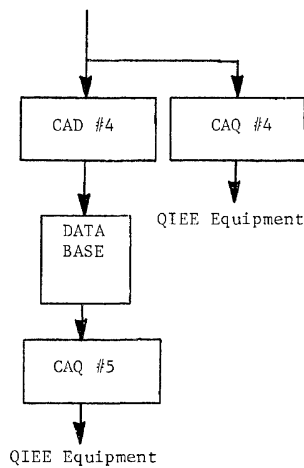 CAD #4
CAQ #4
QIEE Equipment
DATA
BASE
CAQ #5
QIEE Equipment